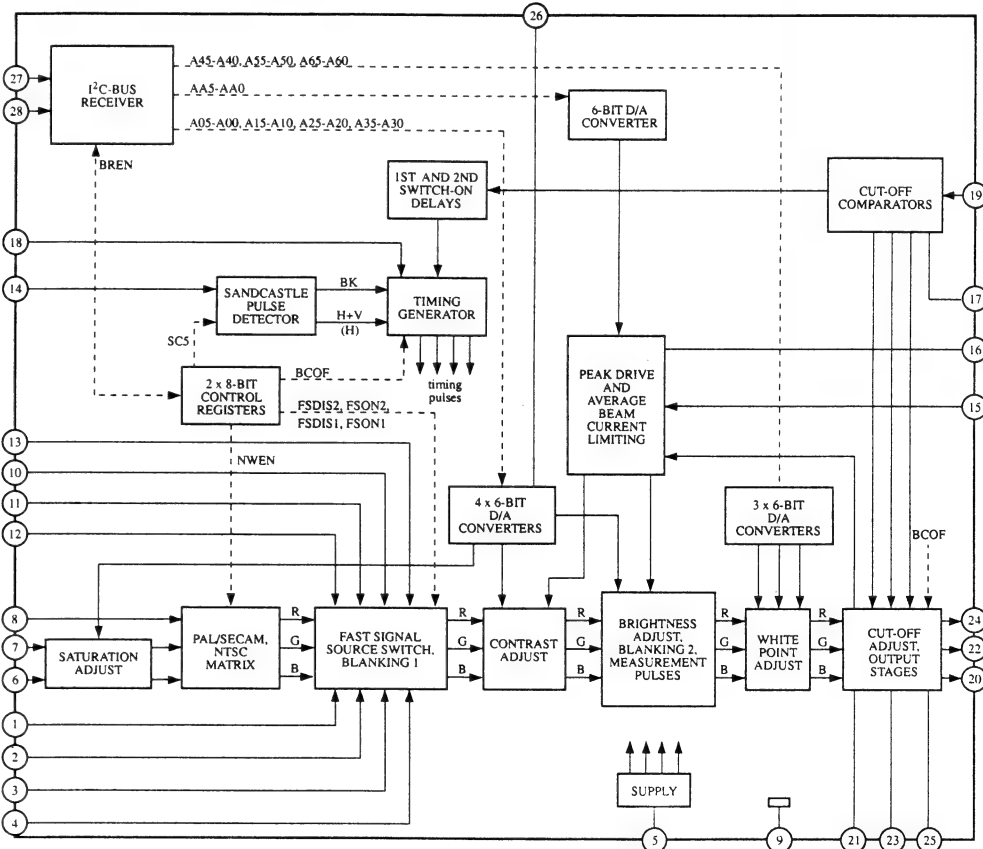 26
A45-A40, A55-A50, A65-A60
27
I²C-BUS
RECEIVER
AA5-AA0
28
6-BIT D/A
CONVERTER
A05-A00, A15-A10, A25-A20, A35-A30
BREN
1ST AND 2ND
SWITCH-ON
DELAYS
CUT-OFF
COMPARATORS
19
18
14
SANDCASTLE
PULSE
DETECTOR
BK
H+V
(H)
TIMING
GENERATOR
17
SC5
16
BCOF
timing
pulses
2 x 8-BIT
CONTROL
REGISTERS
PEAK DRIVE
AND
AVERAGE
BEAM
CURRENT
LIMITING
15
FSDIS2, FSON2,
FSDIS1, FSON1
13
NWEN
10
11
12
4 x 6-BIT
D/A
CONVERTERS
3 x 6-BIT
D/A
CONVERTERS
BCOF
8
7
6
SATURATION
ADJUST
PAL/SECAM,
NTSC
MATRIX
R
G
B
FAST SIGNAL
SOURCE SWITCH,
BLANKING 1
R
G
B
CONTRAST
ADJUST
R
G
B
BRIGHTNESS
ADJUST,
BLANKING 2,
MEASUREMENT
PULSES
R
G
B
WHITE
POINT
ADJUST
R
G
B
CUT-OFF
ADJUST,
OUTPUT
STAGES
24
22
20
1
2
3
4
SUPPLY
5
9
21
23
25